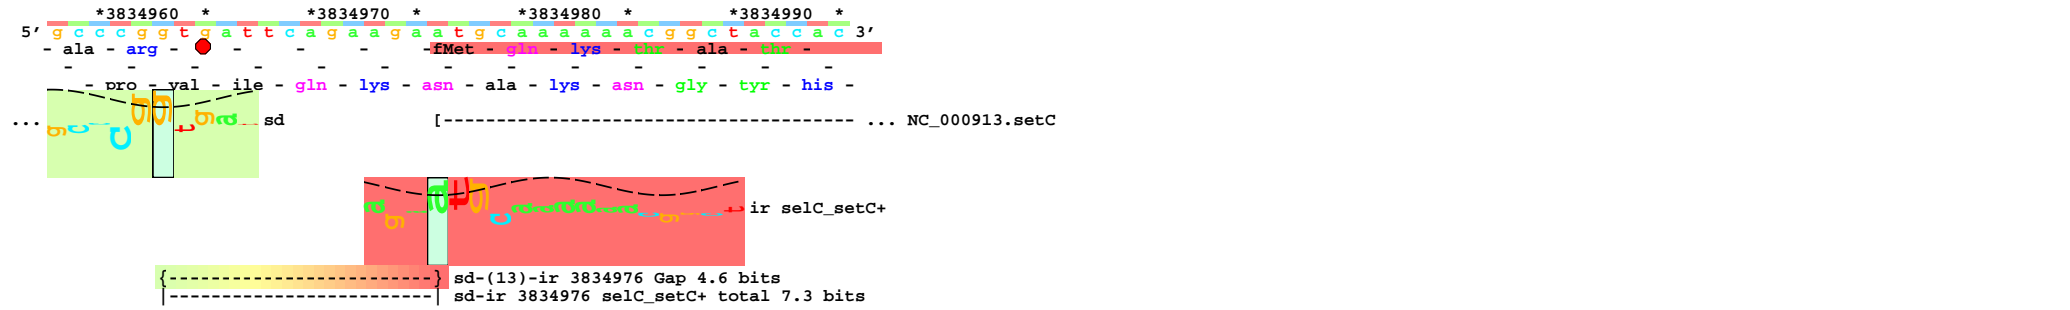 *3834960 * *3834970 * *3834980 * *3834990 *
5’ g c c c g g t g a t t c a g a a g a a t g c a a a a a a c g g c t a c c a c 3’
- ala - arg - - - - -fMet - gln - lys - thr - ala - thr -
- - - - - - - - - - - - -
- pro - val - ile - gln - lys - asn - ala - lys - asn - gly - tyr - his -
... g c c c g g t g a t sd [--------------------------------------- ... NC_000913.setC
a g a a t g c a a a a a a c g g c t ir selC_setC+
{-------------------------} sd-(13)-ir 3834976 Gap 4.6 bits
|-------------------------| sd-ir 3834976 selC_setC+ total 7.3 bits